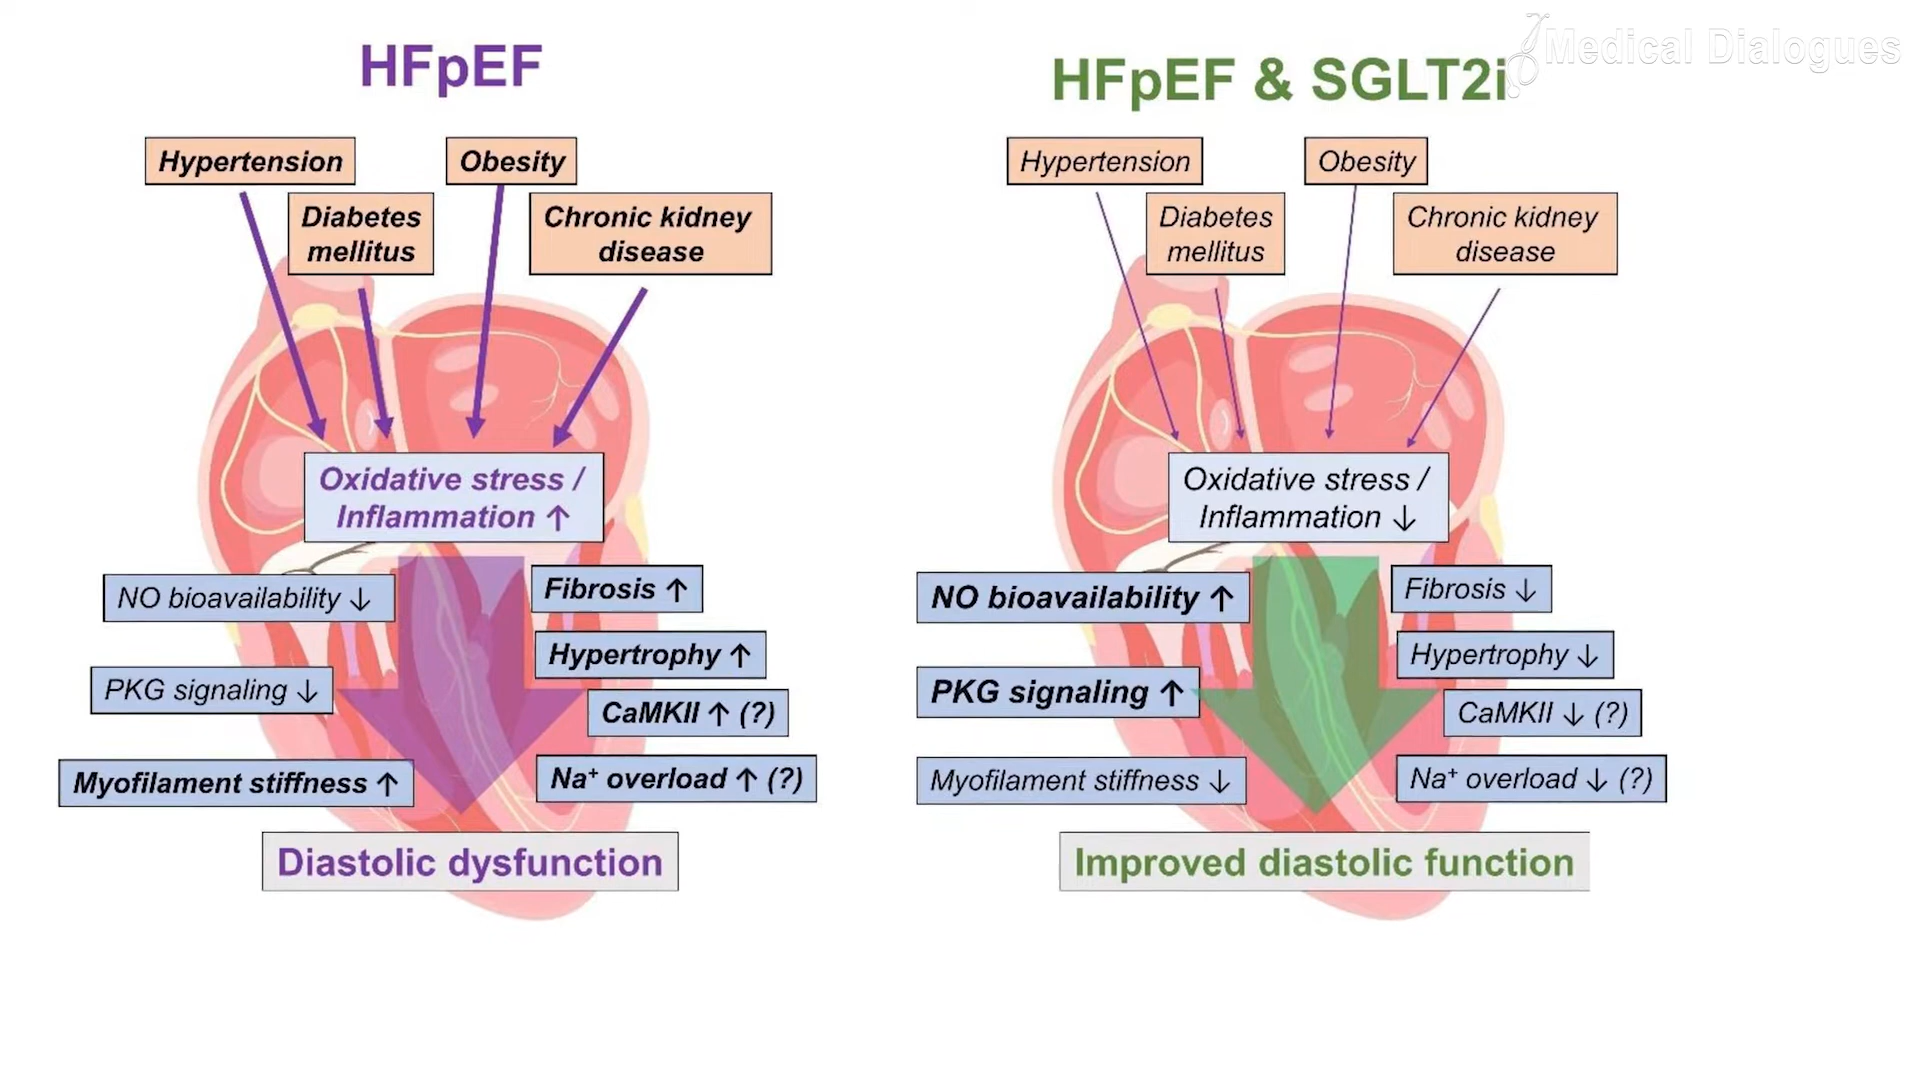 Medical Dialogues
HFpEF
Hypertension
Obesity
Diabetes
mellitus
Chronic kidney
disease
Oxidative stress /
Inflammation ↑
NO bioavailability ↓
Fibrosis ↑
Hypertrophy ↑
PKG signaling ↓
CaMKII ↑ (?)
Myofilament stiffness ↑
Na⁺ overload ↑ (?)
Diastolic dysfunction
HFpEF & SGLT2i
Hypertension
Obesity
Diabetes
mellitus
Chronic kidney
disease
Oxidative stress /
Inflammation ↓
NO bioavailability ↑
Fibrosis ↓
Hypertrophy ↓
PKG signaling ↑
CaMKII ↓ (?)
Myofilament stiffness ↓
Na⁺ overload ↓ (?)
Improved diastolic function